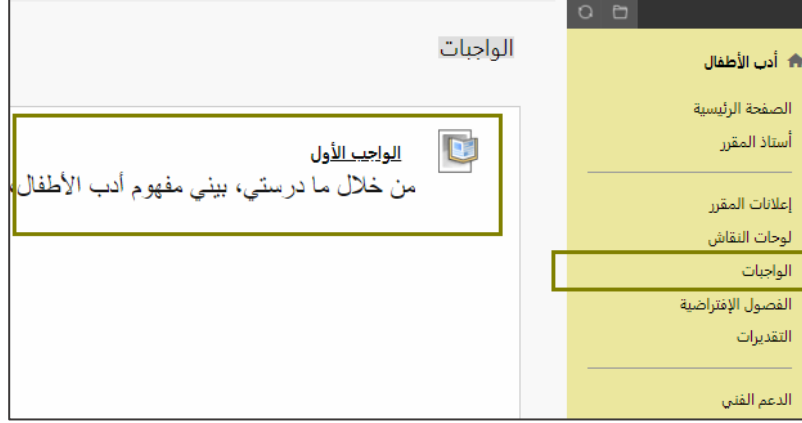 أدب الأطفال
الصفحة الرئيسية
أستاذ المقرر
إعلانات المقرر
لوحات النقاش
الواجبات
الفصول الإفتراضية
التقديرات
الدعم الفني
الواجبات
الواجب الأول
من خلال ما درستي، بيني مفهوم أدب الأطفال،